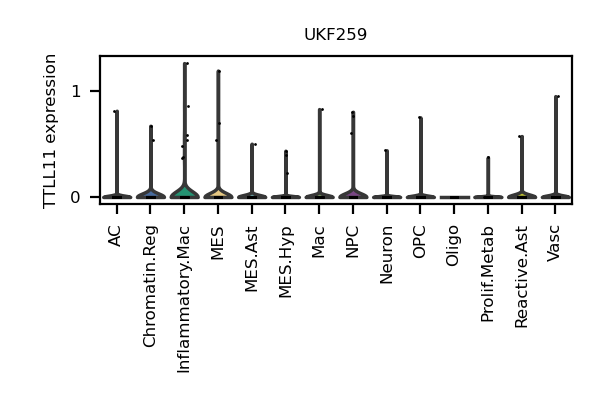 UKF259
TTLL11 expression
1
0
AC
Chromatin.Reg
Inflammatory.Mac
MES
MES.Ast
MES.Hyp
Mac
NPC
Neuron
OPC
Oligo
Prolif.Metab
Reactive.Ast
Vasc